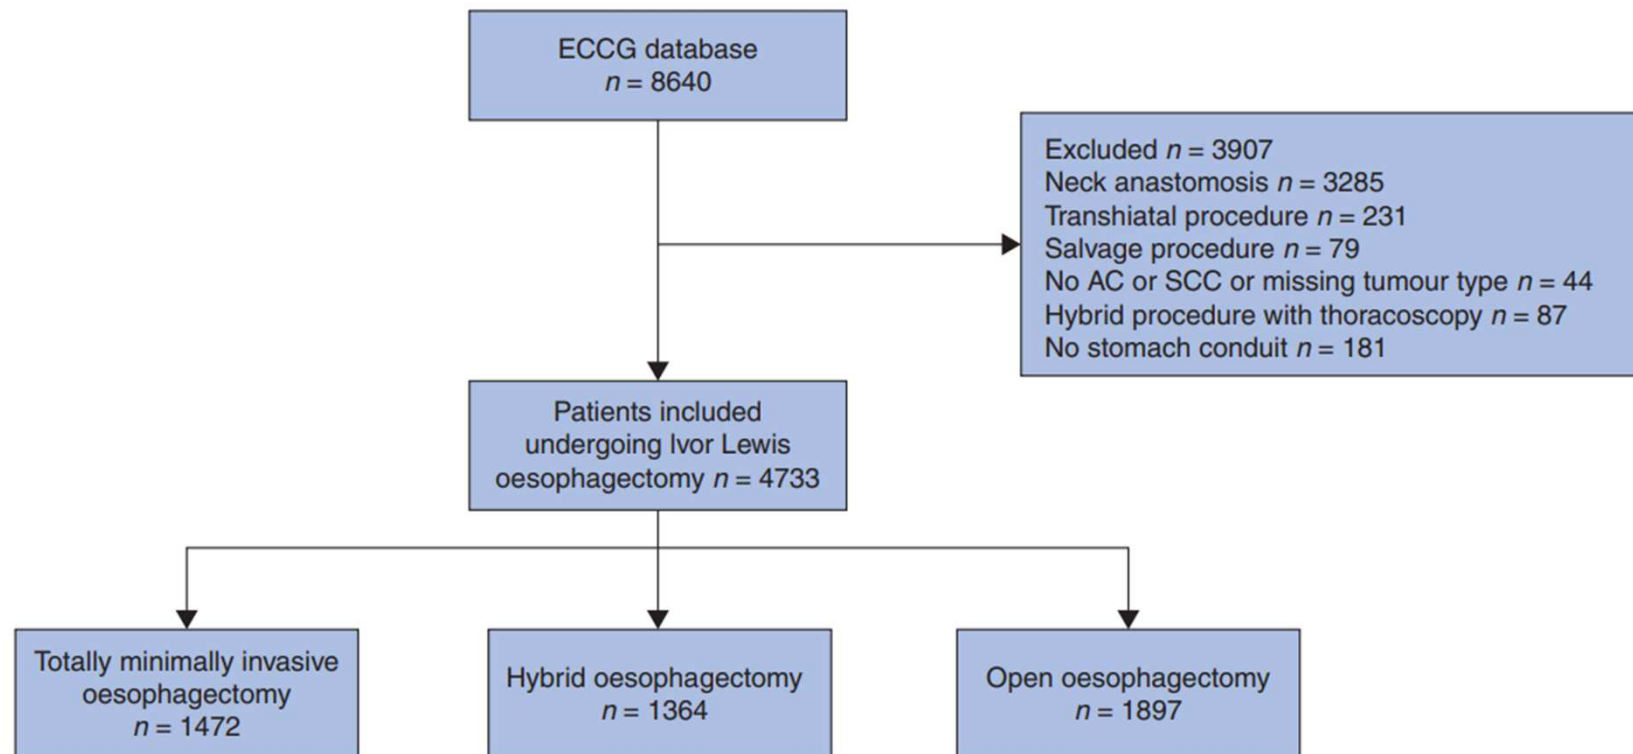 ECCG database
n = 8640
Excluded n = 3907
Neck anastomosis n = 3285
Transhiatal procedure n = 231
Salvage procedure n = 79
No AC or SCC or missing tumour type n = 44
Hybrid procedure with thoracoscopy n = 87
No stomach conduit n = 181
Patients included
undergoing Ivor Lewis
oesophagectomy n = 4733
Totally minimally invasive
oesophagectomy
n = 1472
Hybrid oesophagectomy
n = 1364
Open oesophagectomy
n = 1897